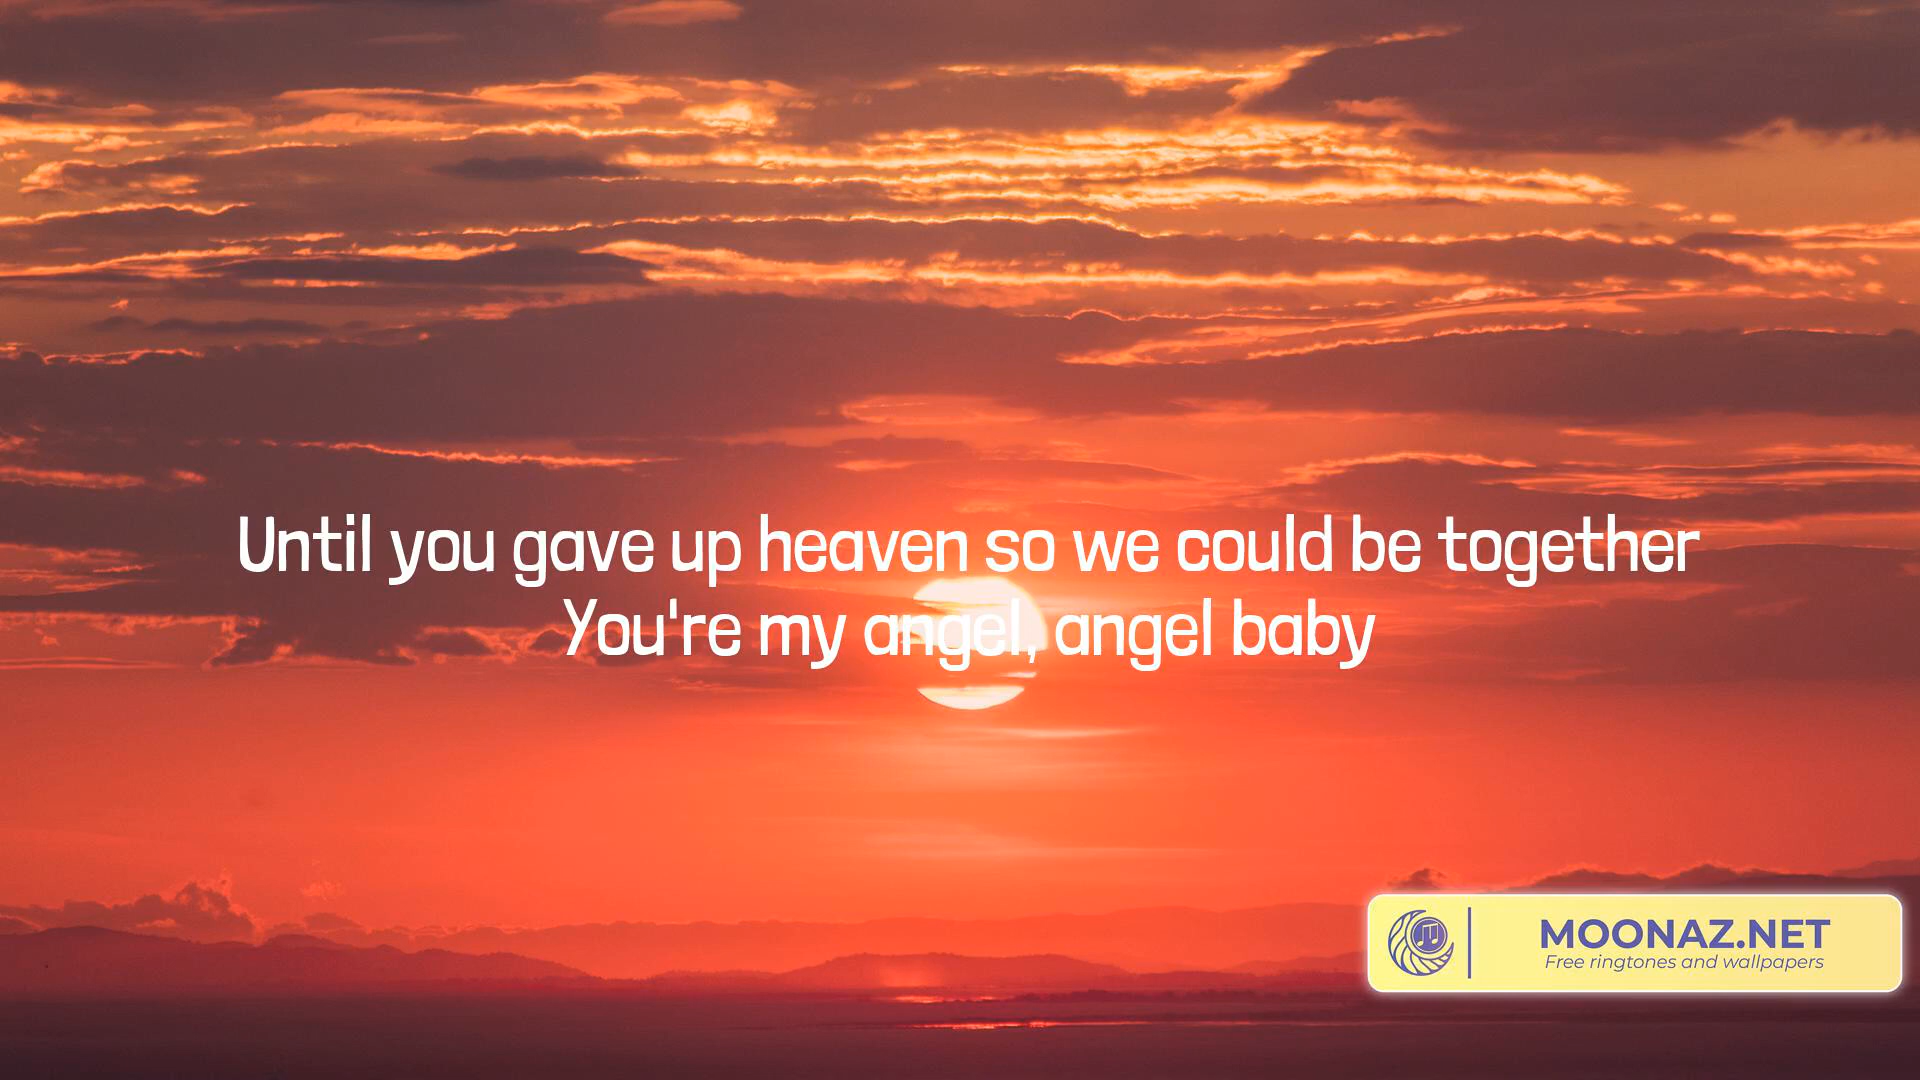 Until you gave up heaven so we could be together
You're my angel, angel baby
MOONAZ.NET
Free ringtones and wallpapers